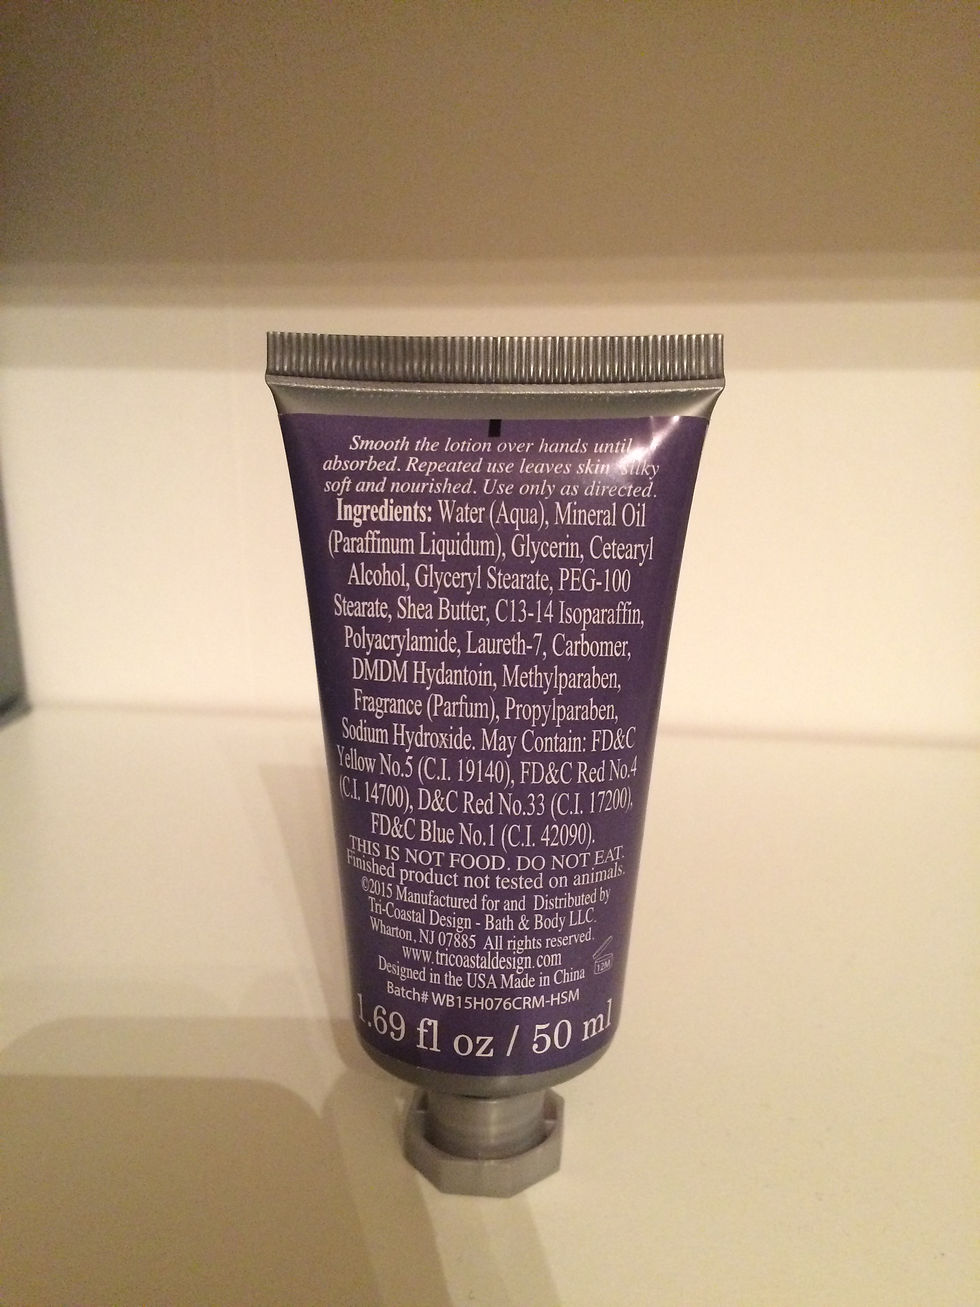 Smooth the lotion over hands until
absorbed. Repeated use leaves skin silky
soft and nourished. Use only as directed.
Ingredients: Water (Aqua), Mineral Oil
(Paraffinum Liquidum), Glycerin, Cetearyl
Alcohol, Glyceryl Stearate, PEG-100
Stearate, Shea Butter, C13-14 Isoparaffin,
Polyacrylamide, Laureth-7, Carbomer,
DMDM Hydantoin, Methylparaben,
Fragrance (Parfum), Propylparaben,
Sodium Hydroxide. May Contain: FD&C
Yellow No.5 (C.I. 19140), FD&C Red No.4
(C.I. 14700), D&C Red No.33 (C.I. 17200),
FD&C Blue No.1 (C.I. 42090).
THIS IS NOT FOOD. DO NOT EAT.
Finished product not tested on animals.
©2015 Manufactured for and Distributed by
Tri-Coastal Design - Bath & Body LLC.
Wharton, NJ 07885 All rights reserved.
www.tricoastaldesign.com
Designed in the USA Made in China
12M
Batch# WB15H076CRM-HSM
1.69 fl oz / 50 ml